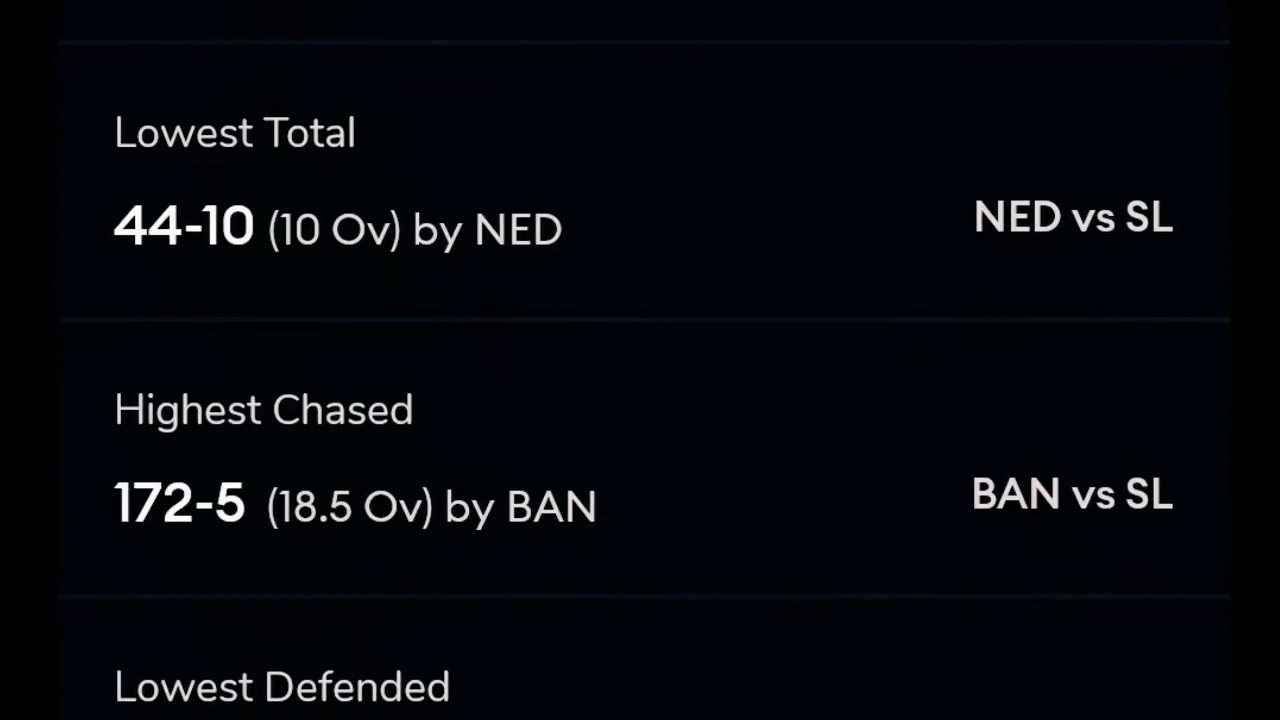 Lowest Total
44-10 (10 Ov) by NED
NED vs SL
Highest Chased
172-5 (18.5 Ov) by BAN
BAN vs SL
Lowest Defended